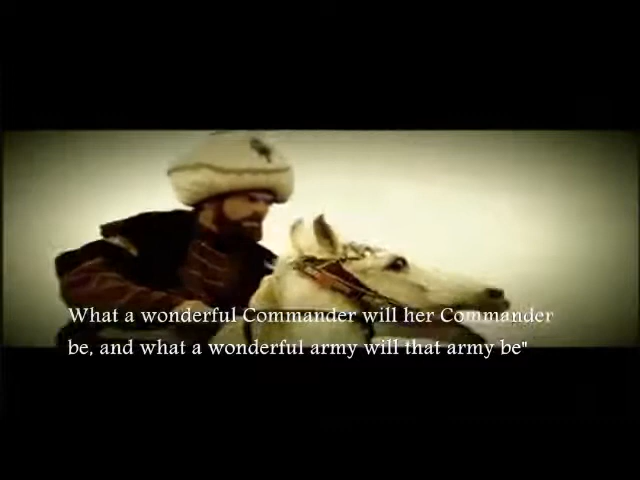 What a wonderful Commander will her Commander
be, and what a wonderful army will that army be"